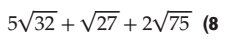 5√32 + √27 + 2√75 (8